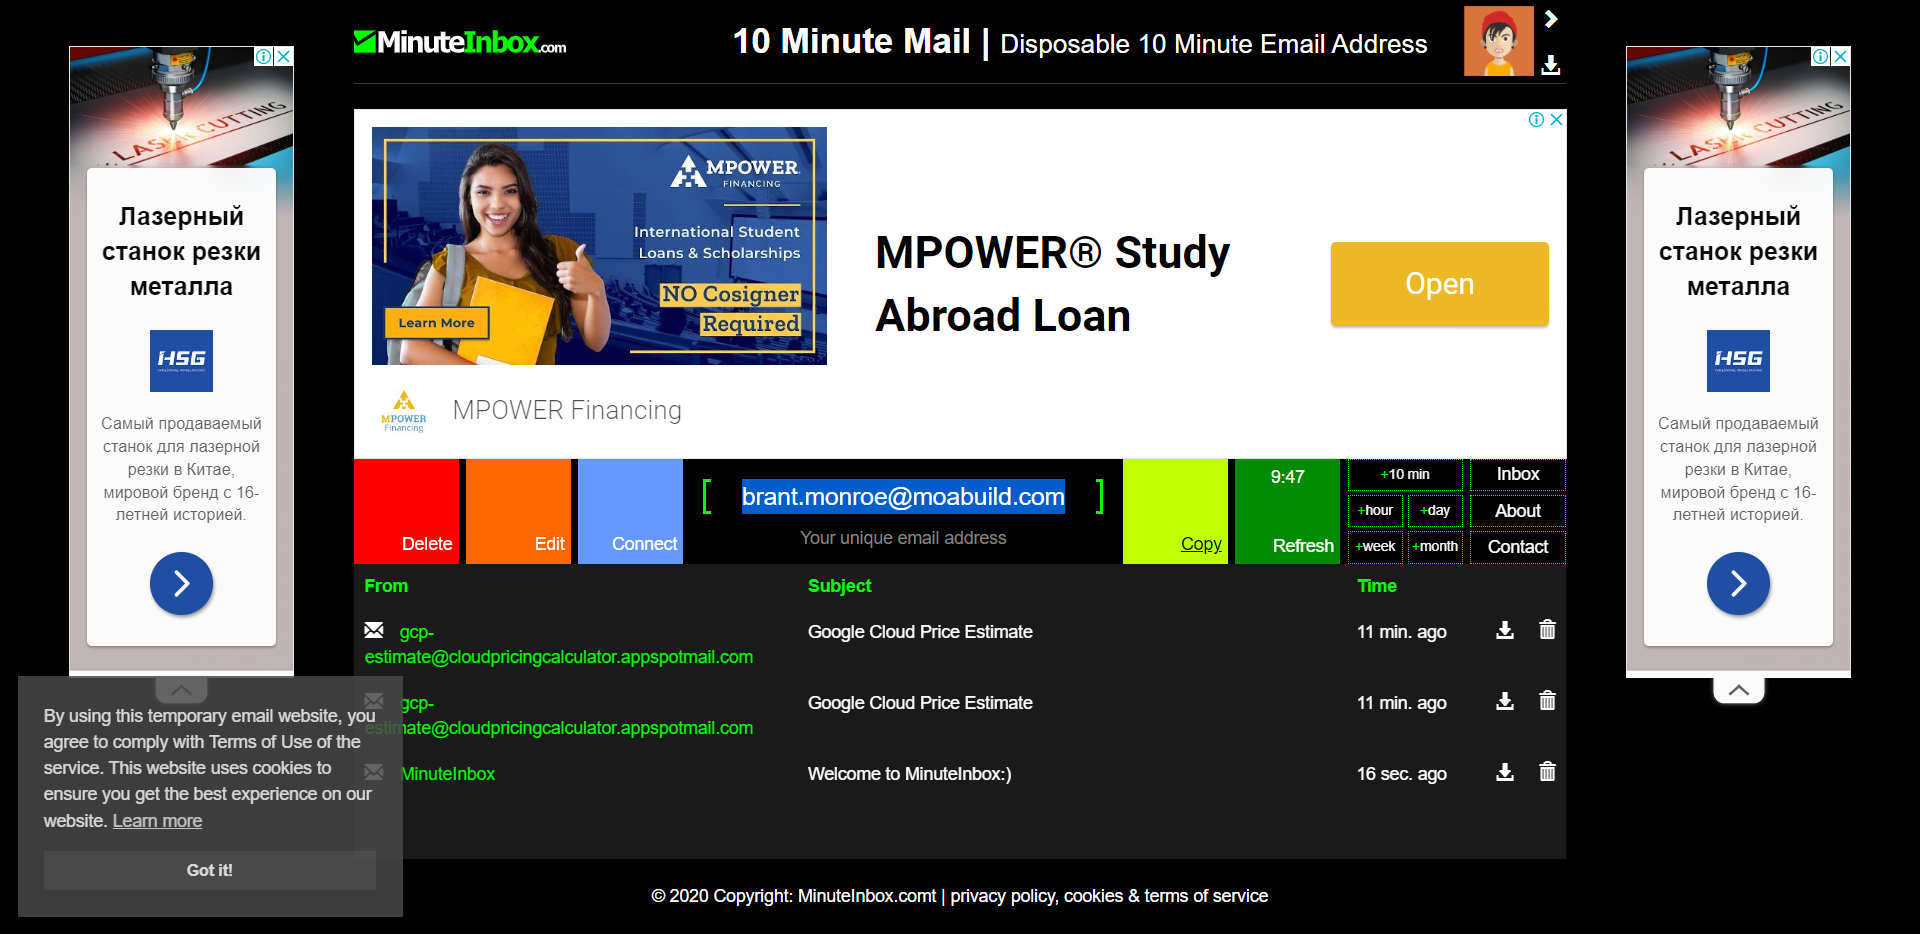 MinuteInbox.com
10 Minute Mail | Disposable 10 Minute Email Address
LASER CUTTING
Лазерный
станок резки
металла
HSG
Самый продаваемый
станок для лазерной
резки в Китае,
мировой бренд с 16-
летней историей.
MPOWER
FINANCING
International Student
Loans & Scholarships
NO Cosigner
Required
Learn More
MPOWER® Study
Abroad Loan
Open
MPOWER
Financing
MPOWER Financing
LASER CUTTING
Лазерный
станок резки
металла
HSG
Самый продаваемый
станок для лазерной
резки в Китае,
мировой бренд с 16-
летней историей.
Delete
Edit
Connect
[ brant.monroe@moabuild.com ]
Your unique email address
Copy
9:47
Refresh
+10 min
+hour
+day
+week
+month
Inbox
About
Contact
From Subject Time
gcp- Google Cloud Price Estimate 11 min. ago
estimate@cloudpricingcalculator.appspotmail.com
gcp- Google Cloud Price Estimate 11 min. ago
estimate@cloudpricingcalculator.appspotmail.com
MinuteInbox Welcome to MinuteInbox:) 16 sec. ago
By using this temporary email website, you
agree to comply with Terms of Use of the
service. This website uses cookies to
ensure you get the best experience on our
website. Learn more
Got it!
© 2020 Copyright: MinuteInbox.comt | privacy policy, cookies & terms of service